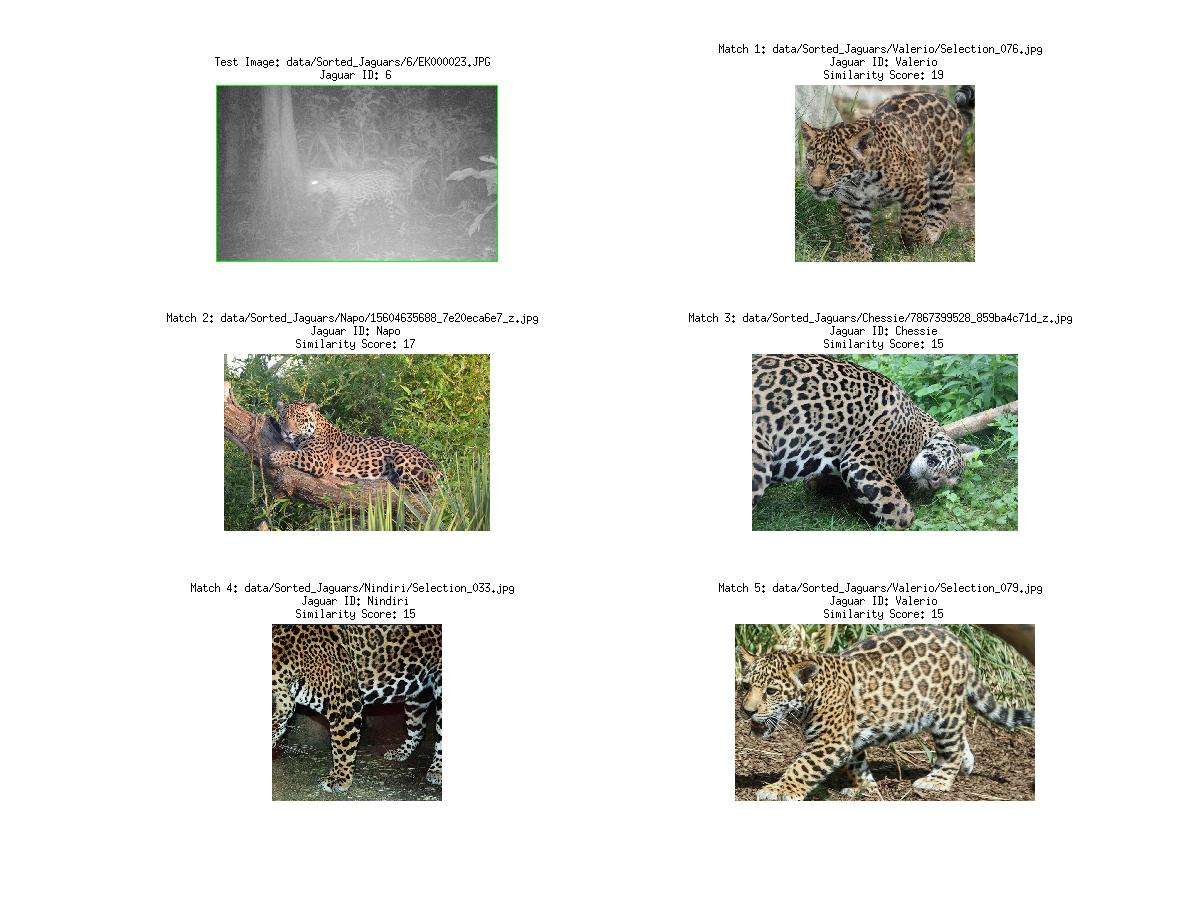 Test Image: data/Sorted_Jaguars/6/EK000023.JPG
Jaguar ID: 6
Match 1: data/Sorted_Jaguars/Valerio/Selection_076.jpg
Jaguar ID: Valerio
Similarity Score: 19
Match 2: data/Sorted_Jaguars/Napo/15604635688_7e20eca6e7_z.jpg
Jaguar ID: Napo
Similarity Score: 17
Match 3: data/Sorted_Jaguars/Chessie/7867399528_859ba4c71d_z.jpg
Jaguar ID: Chessie
Similarity Score: 15
Match 4: data/Sorted_Jaguars/Nindiri/Selection_033.jpg
Jaguar ID: Nindiri
Similarity Score: 15
Match 5: data/Sorted_Jaguars/Valerio/Selection_079.jpg
Jaguar ID: Valerio
Similarity Score: 15